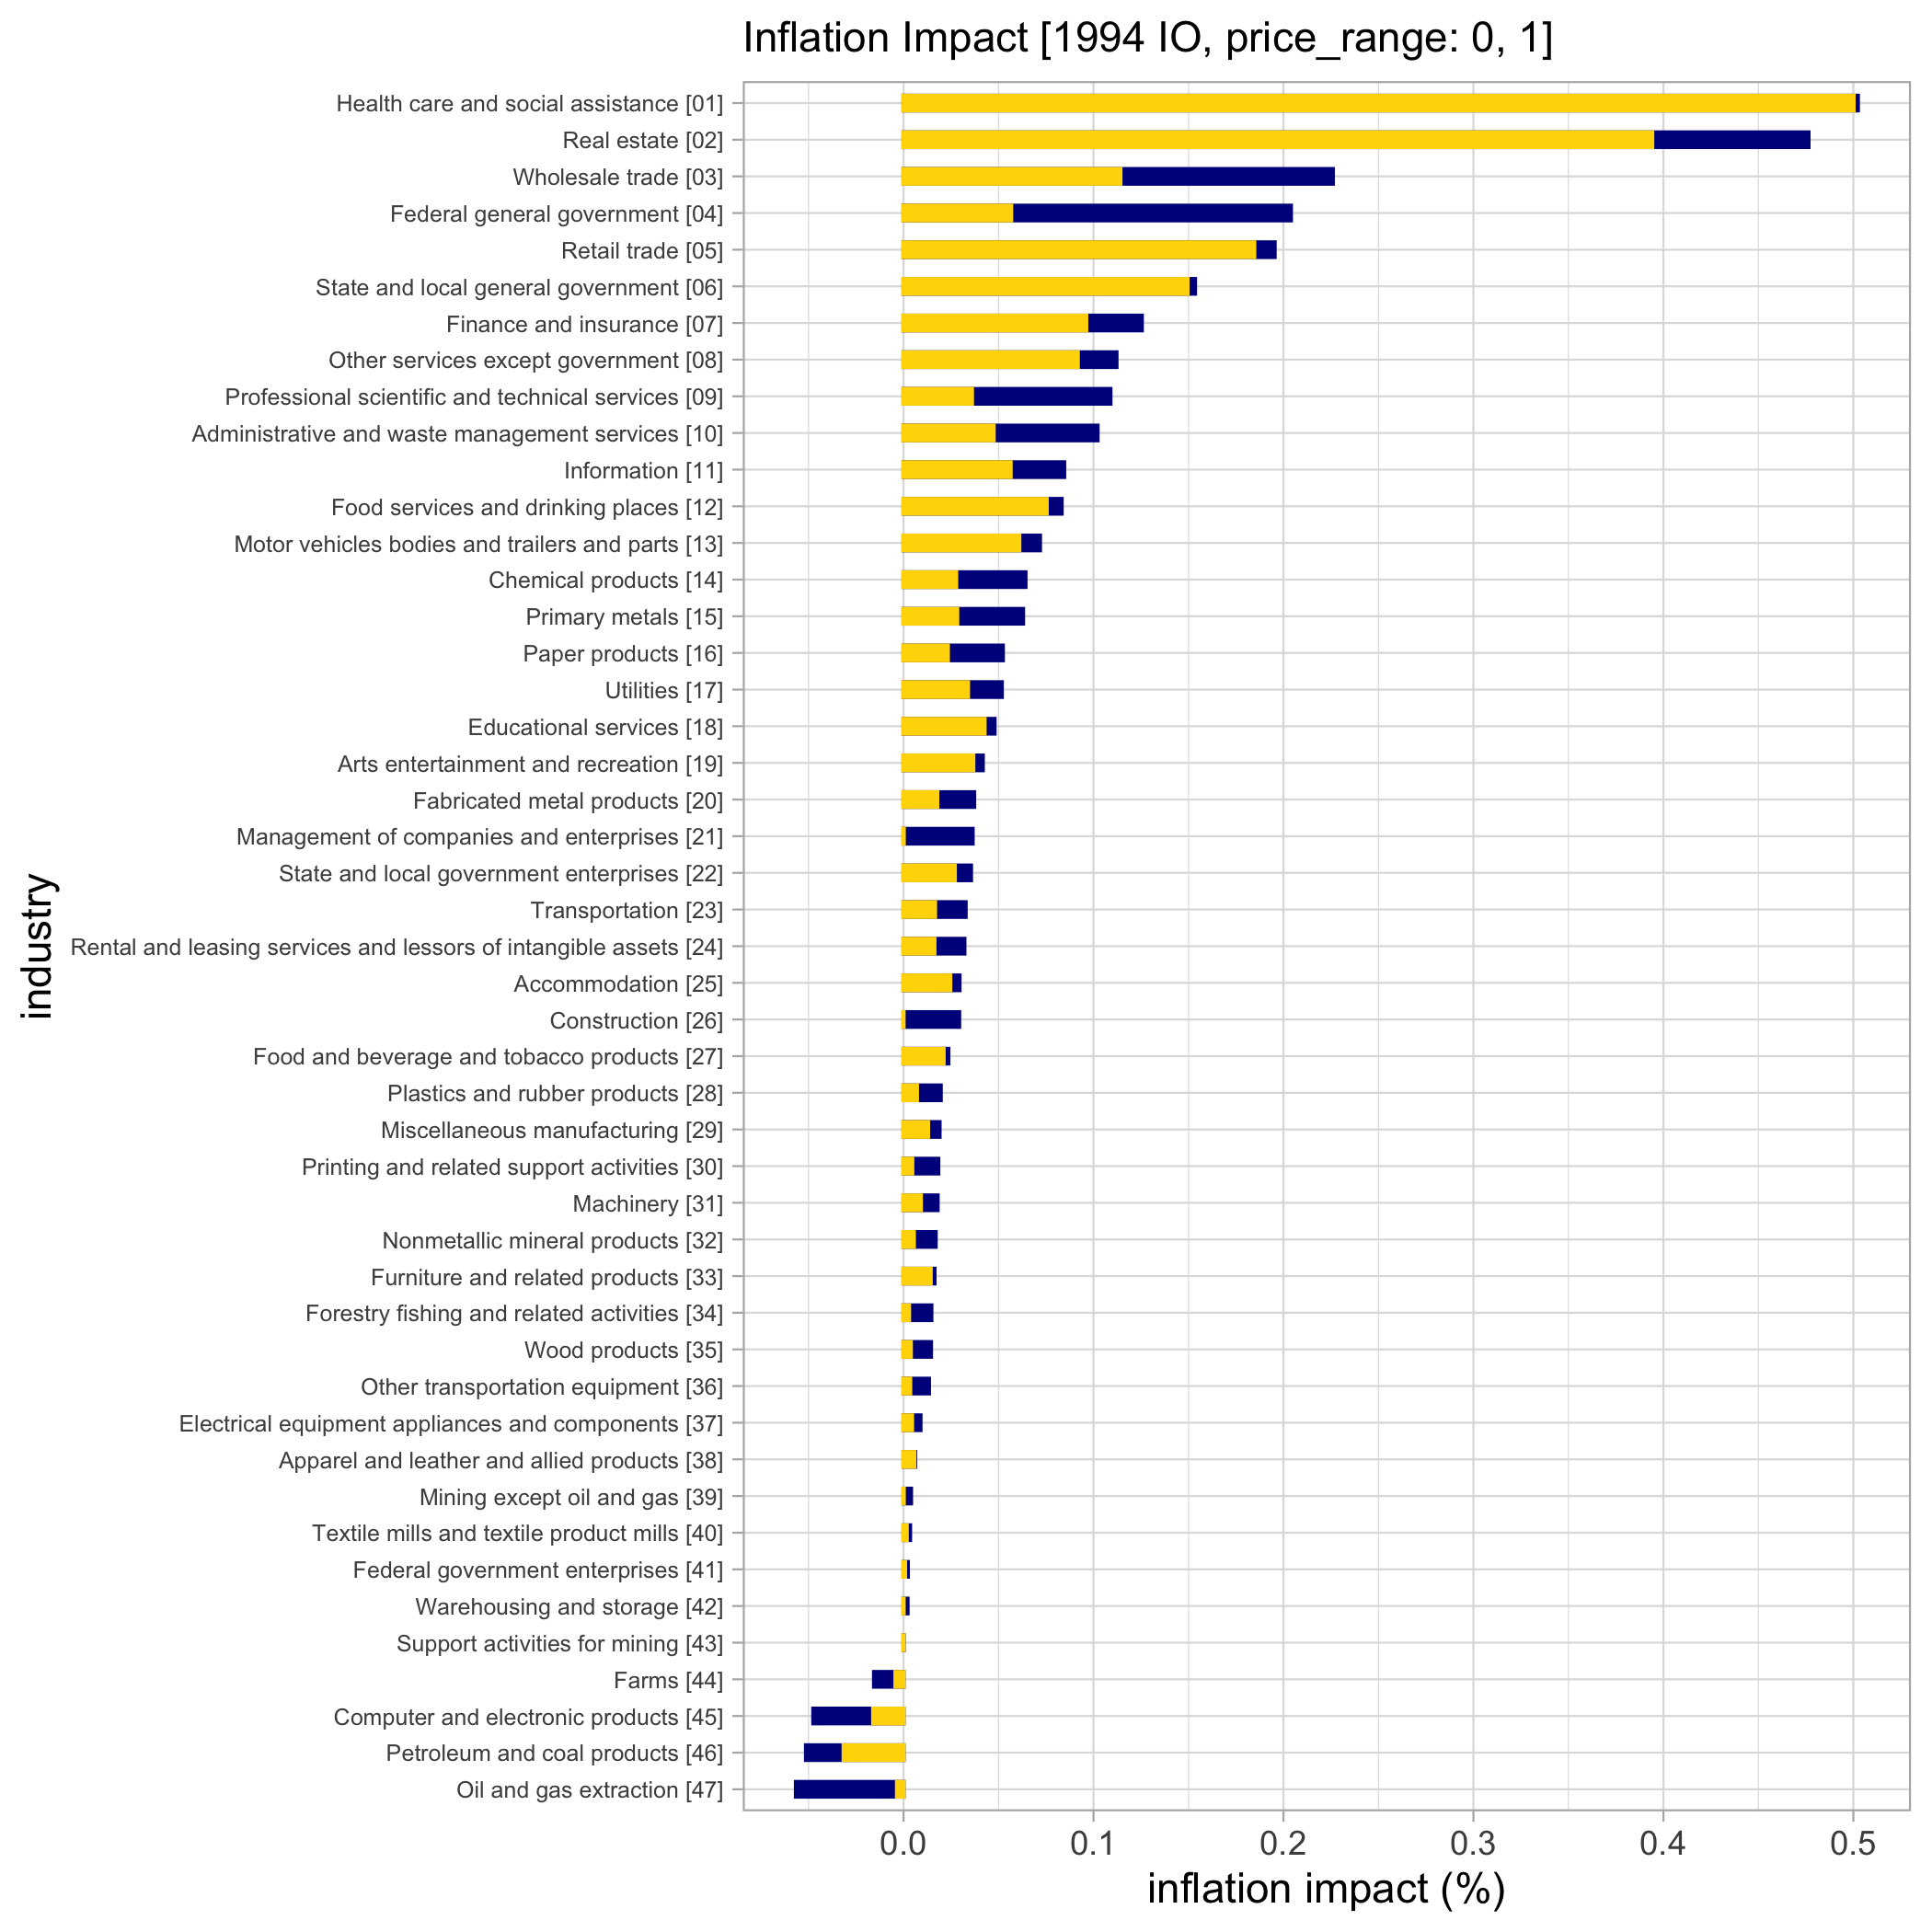 Inflation Impact [1994 IO, price_range: 0, 1]
Health care and social assistance [01]
Real estate [02]
Wholesale trade [03]
Federal general government [04]
Retail trade [05]
State and local general government [06]
Finance and insurance [07]
Other services except government [08]
Professional scientific and technical services [09]
Administrative and waste management services [10]
Information [11]
Food services and drinking places [12]
Motor vehicles bodies and trailers and parts [13]
Chemical products [14]
Primary metals [15]
Paper products [16]
Utilities [17]
Educational services [18]
Arts entertainment and recreation [19]
Fabricated metal products [20]
Management of companies and enterprises [21]
State and local government enterprises [22]
Transportation [23]
Rental and leasing services and lessors of intangible assets [24]
Accommodation [25]
Construction [26]
Food and beverage and tobacco products [27]
Plastics and rubber products [28]
Miscellaneous manufacturing [29]
Printing and related support activities [30]
Machinery [31]
Nonmetallic mineral products [32]
Furniture and related products [33]
Forestry fishing and related activities [34]
Wood products [35]
Other transportation equipment [36]
Electrical equipment appliances and components [37]
Apparel and leather and allied products [38]
Mining except oil and gas [39]
Textile mills and textile product mills [40]
Federal government enterprises [41]
Warehousing and storage [42]
Support activities for mining [43]
Farms [44]
Computer and electronic products [45]
Petroleum and coal products [46]
Oil and gas extraction [47]
industry
0.0 0.1 0.2 0.3 0.4 0.5
inflation impact (%)